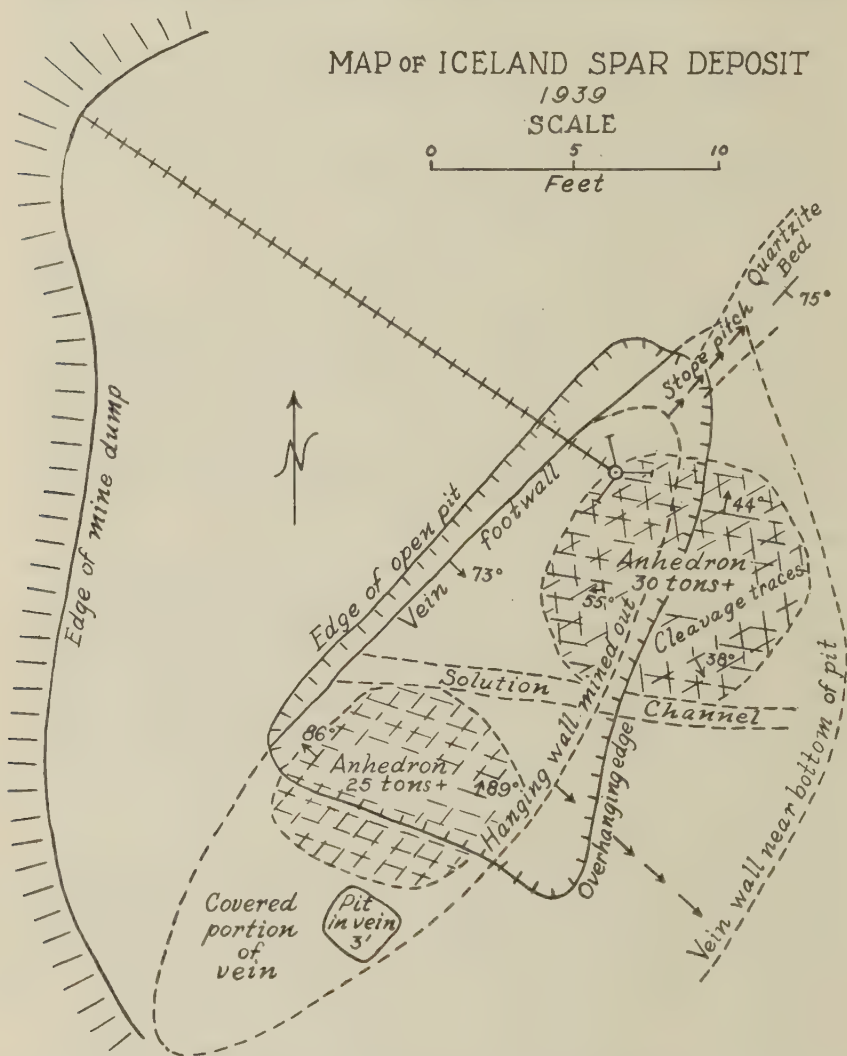 MAP OF ICELAND SPAR DEPOSIT
1939
SCALE
0 5 10
Feet
Quartzite
Bed
75°
Stope pitch
Edge of mine dump
N
Edge of open pit
Vein footwall
73°
44°
Anhedron
30 tons+
55°
Cleavage traces
38°
Solution
Channel
Hanging wall mined out
86°
Anhedron
25 tons+
89°
Overhanging edge
Vein wall near bottom of pit
Covered
portion
of
vein
Pit
in vein
3'